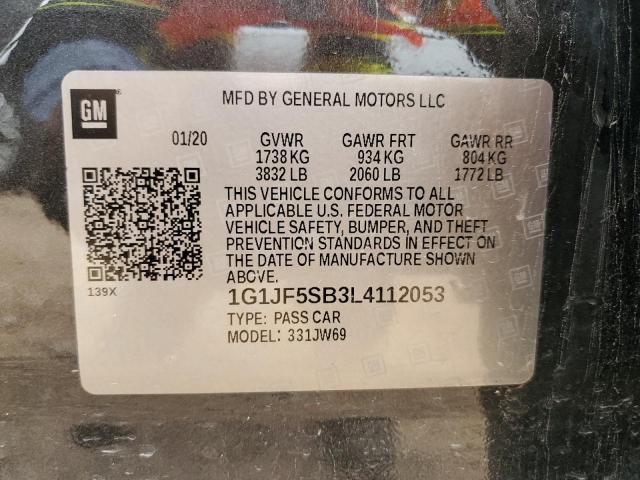 GM
MFD BY GENERAL MOTORS LLC
01/20 GVWR GAWR FRT GAWR RR
1738 KG 934 KG 804 KG
3832 LB 2060 LB 1772 LB
THIS VEHICLE CONFORMS TO ALL
APPLICABLE U.S. FEDERAL MOTOR
VEHICLE SAFETY, BUMPER, AND THEFT
PREVENTION STANDARDS IN EFFECT ON
THE DATE OF MANUFACTURE SHOWN
ABOVE.
139X
1G1JF5SB3L4112053
TYPE: PASS CAR
MODEL: 331JW69